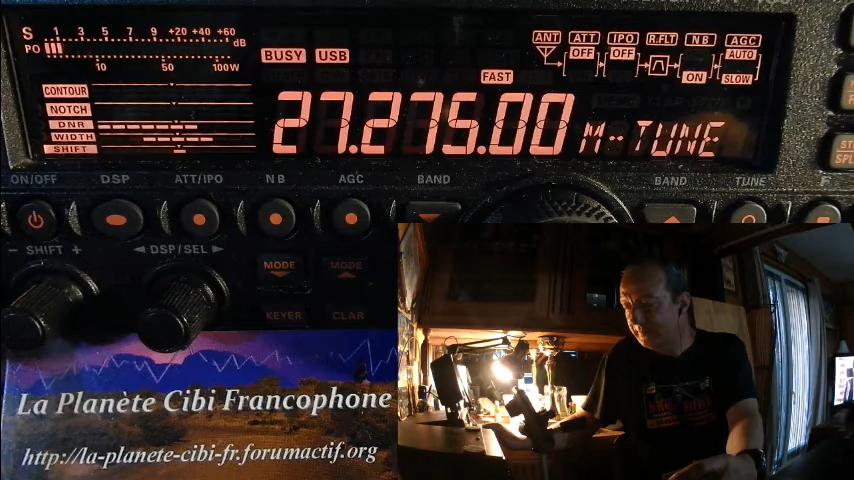 S 1 3 5 7 9 +20 +40 +60 dB
PO 10 50 100W
BUSY USB
ANT ATT IPO R.FLT N B AGC
OFF OFF AUTO
ON SLOW
FAST
CONTOUR
NOTCH
DNR
WIDTH
SHIFT
27.275.00 M-TUNE
ON/OFF DSP ATT/IPO N B AGC BAND BAND TUNE
− SHIFT + ◄ DSP/SEL ►
MODE MODE
KEYER CLAR
La Planète Cibi Francophone
http://la-planete-cibi-fr.forumactif.org